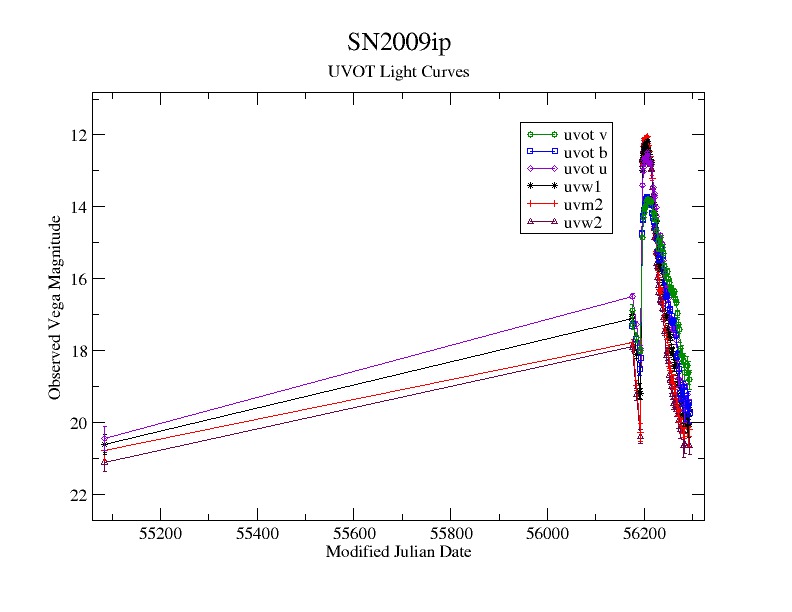 SN2009ip
UVOT Light Curves
Observed Vega Magnitude
12
14
16
18
20
22
uvot v
uvot b
uvot u
uvw1
uvm2
uvw2
55200 55400 55600 55800 56000 56200
Modified Julian Date